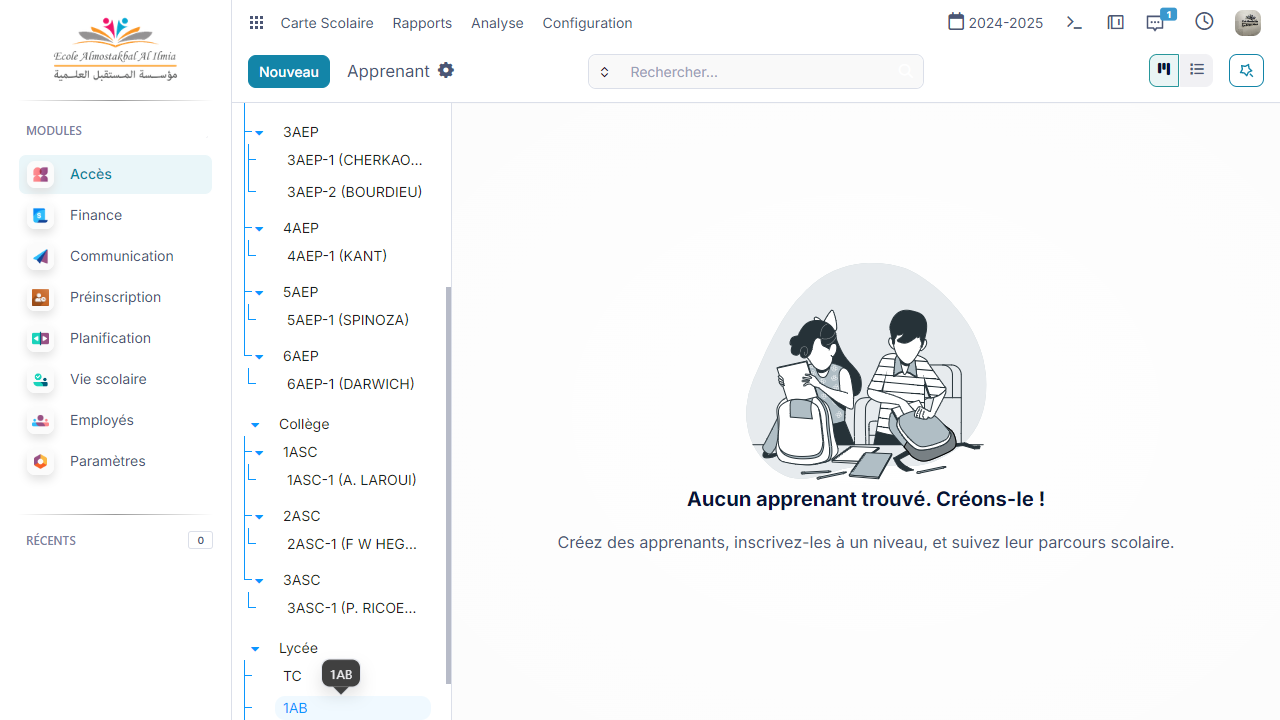 Ecole Almostakbal Al Ilmia
مؤسسة المستقبل العلمية
MODULES
Accès
Finance
Communication
Préinscription
Planification
Vie scolaire
Employés
Paramètres
RÉCENTS
0
Carte Scolaire
Rapports
Analyse
Configuration
2024-2025
1
Nouveau
Apprenant
Rechercher...
3AEP
3AEP-1 (CHERKAO...
3AEP-2 (BOURDIEU)
4AEP
4AEP-1 (KANT)
5AEP
5AEP-1 (SPINOZA)
6AEP
6AEP-1 (DARWICH)
Collège
1ASC
1ASC-1 (A. LAROUI)
2ASC
2ASC-1 (F W HEG...
3ASC
3ASC-1 (P. RICOE...
Lycée
TC
1AB
1AB
Aucun apprenant trouvé. Créons-le !
Créez des apprenants, inscrivez-les à un niveau, et suivez leur parcours scolaire.